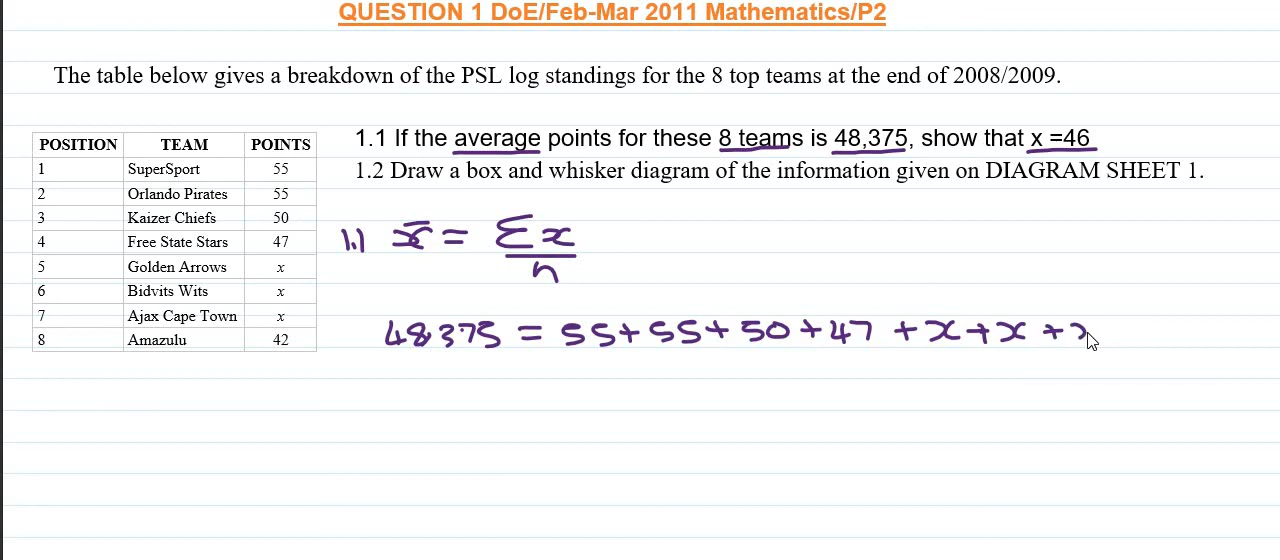 QUESTION 1 DoE/Feb-Mar 2011 Mathematics/P2
The table below gives a breakdown of the PSL log standings for the 8 top teams at the end of 2008/2009.
POSITION TEAM POINTS
1 SuperSport 55
2 Orlando Pirates 55
3 Kaizer Chiefs 50
4 Free State Stars 47
5 Golden Arrows x
6 Bidvits Wits x
7 Ajax Cape Town x
8 Amazulu 42
1.1 If the average points for these 8 teams is 48,375, show that x =46
1.2 Draw a box and whisker diagram of the information given on DIAGRAM SHEET 1.
1.1 x̄ = Σx
n
48,375 = 55+55+50+47 +x+x+x